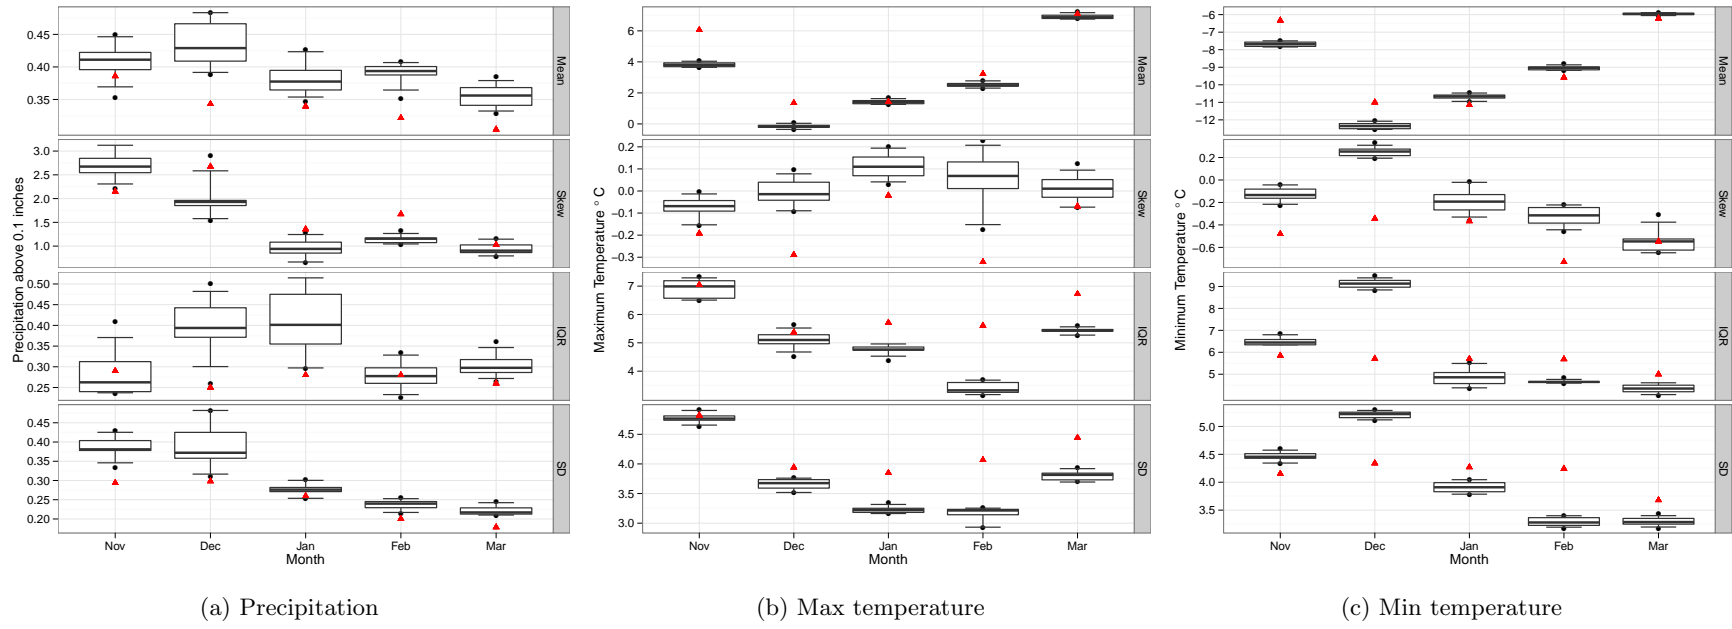 Precipitation above 0.1 inches
0.45
0.40
0.35
Mean
3.0
2.5
2.0
1.5
1.0
Skew
0.50
0.45
0.40
0.35
0.30
0.25
IQR
0.45
0.40
0.35
0.30
0.25
0.20
SD
Nov Dec Jan Feb Mar
Month
(a) Precipitation
Maximum Temperature ° C
6
4
2
0
Mean
0.2
0.1
0.0
−0.1
−0.2
−0.3
Skew
7
6
5
4
IQR
4.5
4.0
3.5
3.0
SD
Nov Dec Jan Feb Mar
Month
(b) Max temperature
Minimum Temperature ° C
−6
−7
−8
−9
−10
−11
−12
Mean
0.2
0.0
−0.2
−0.4
−0.6
Skew
9
8
7
6
5
IQR
5.0
4.5
4.0
3.5
SD
Nov Dec Jan Feb Mar
Month
(c) Min temperature